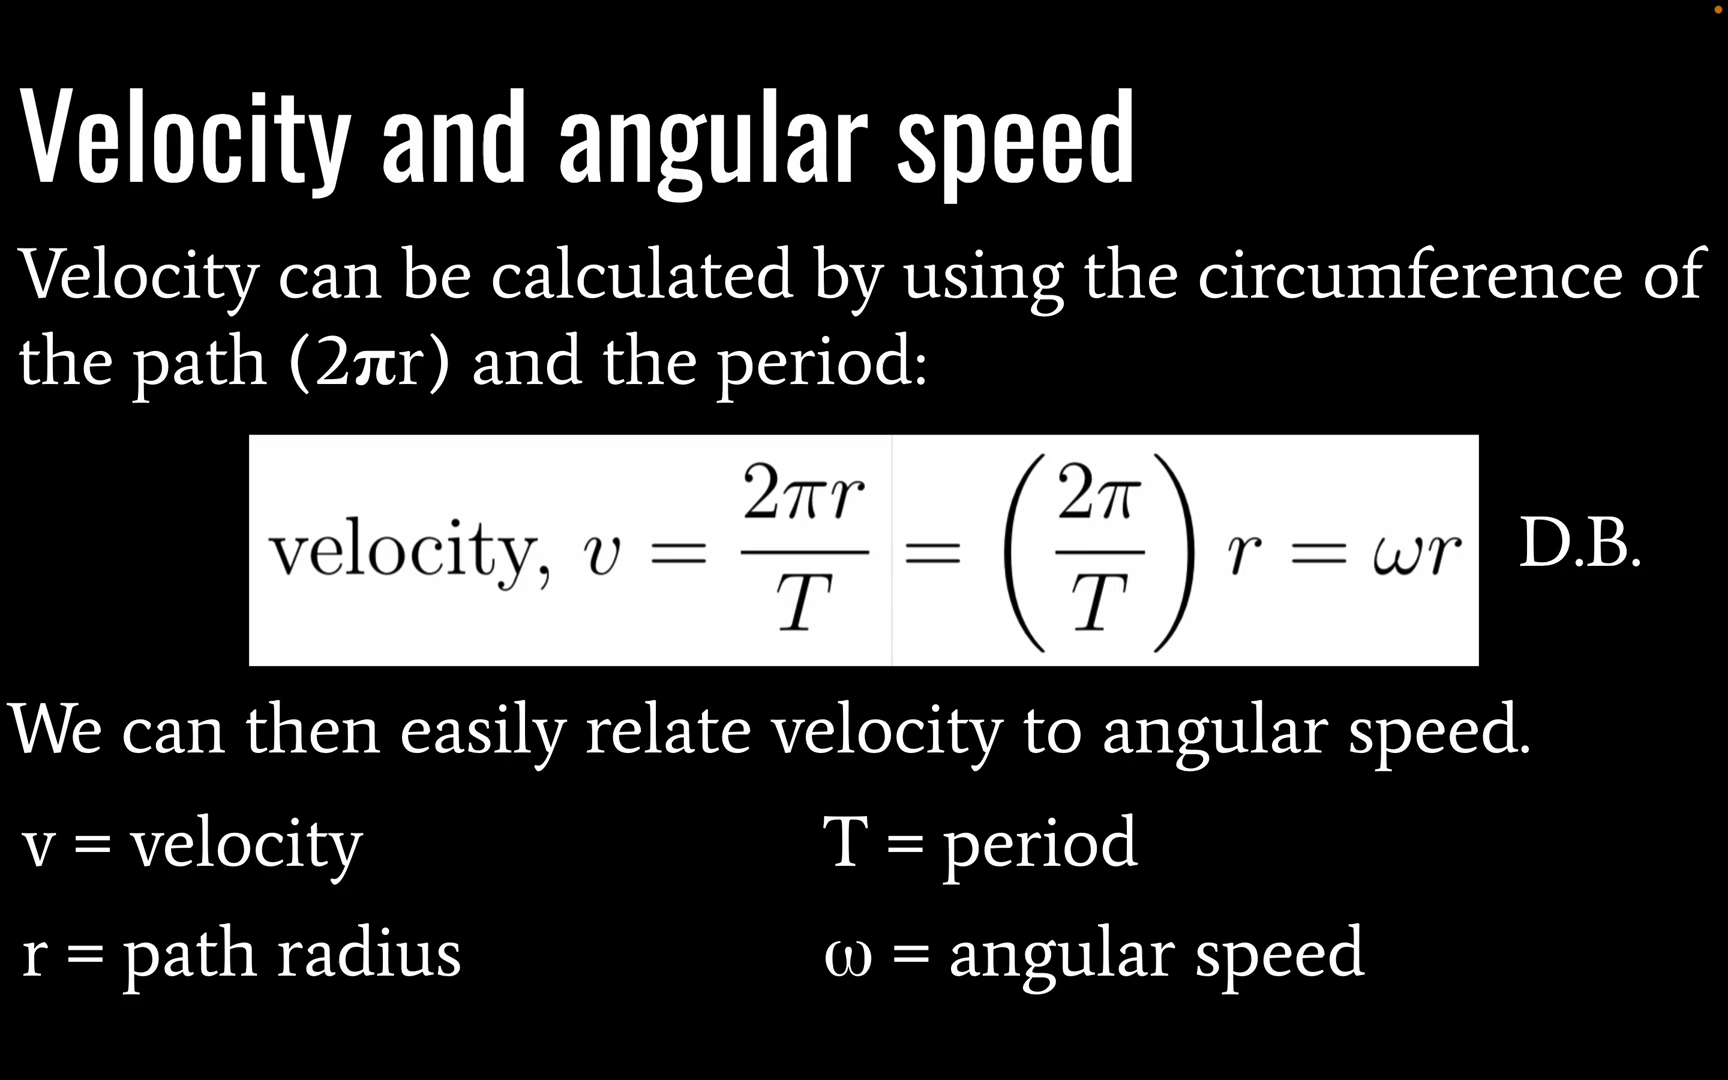 Velocity and angular speed
Velocity can be calculated by using the circumference of
the path (2πr) and the period:
velocity, v = 2πr/T = (2π/T) r = ωr D.B.
We can then easily relate velocity to angular speed.
v = velocity T = period
r = path radius ω = angular speed